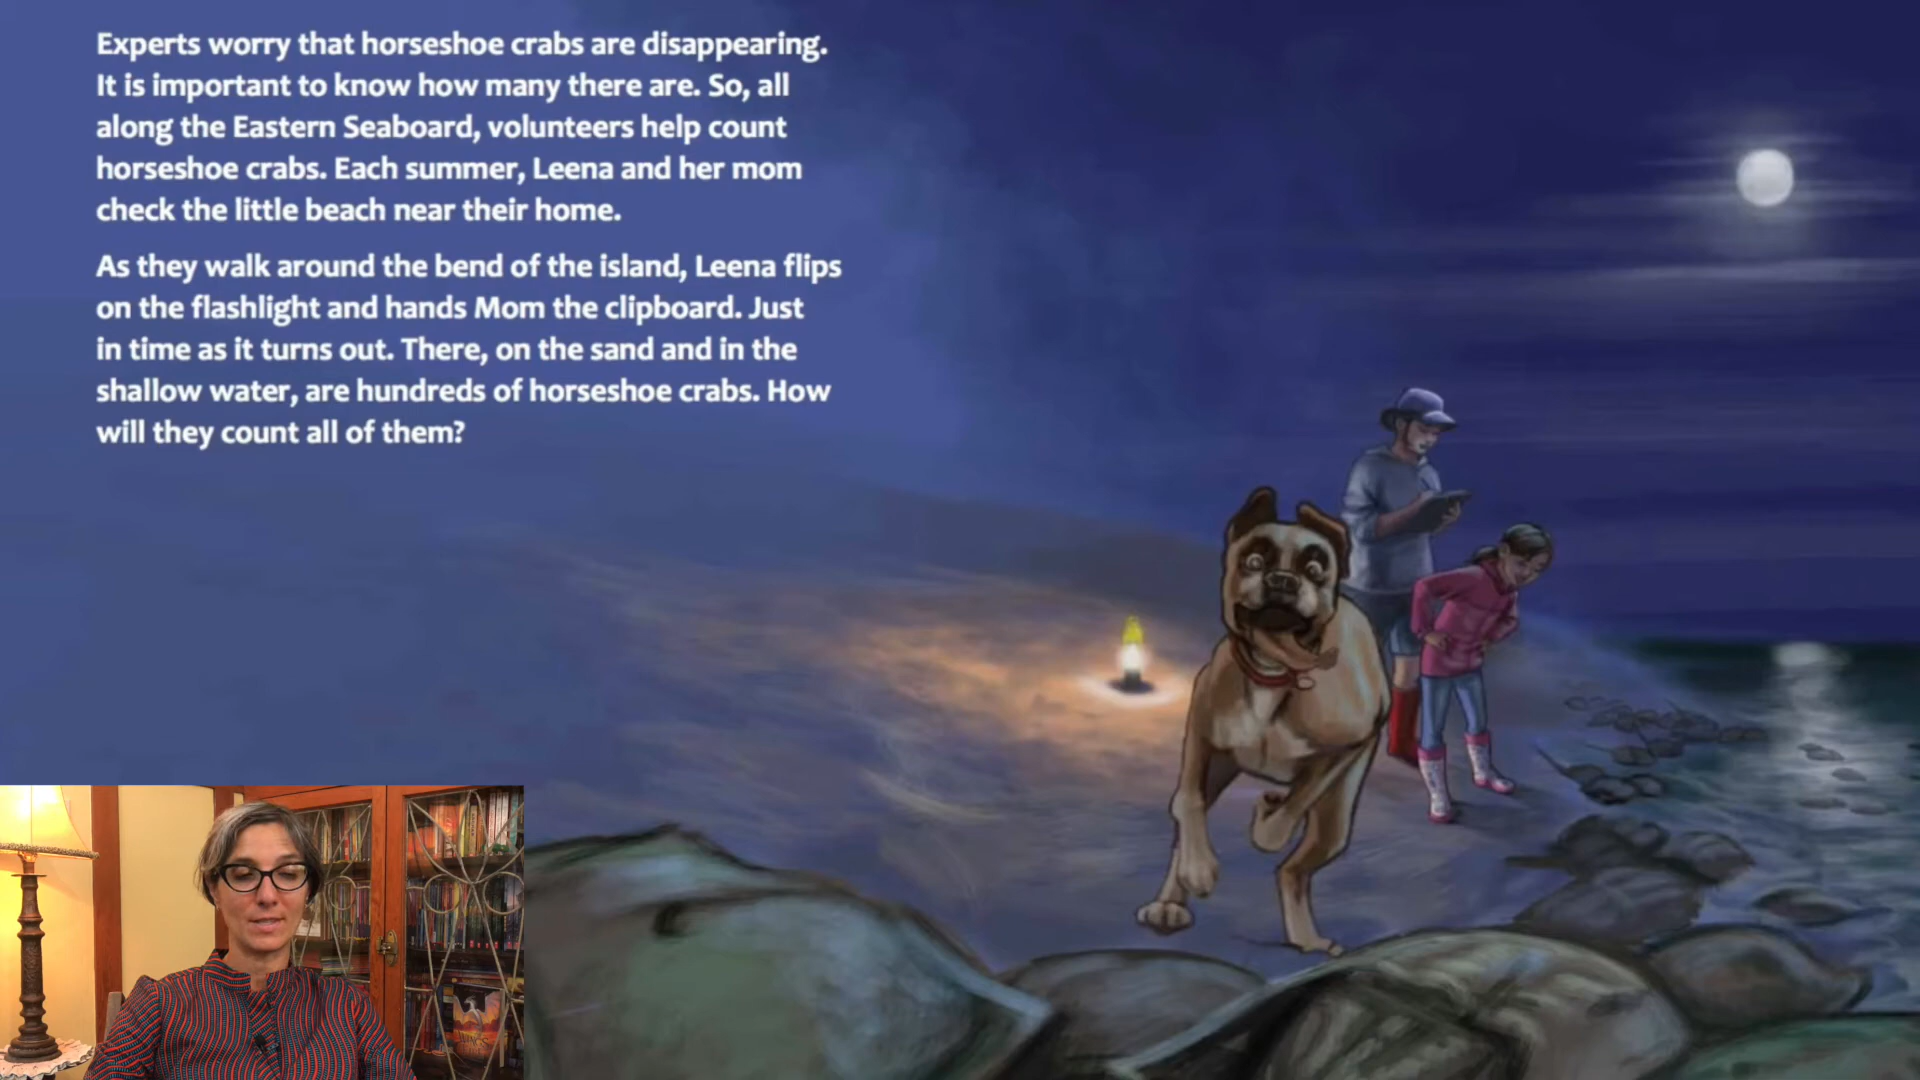 Experts worry that horseshoe crabs are disappearing.
It is important to know how many there are. So, all
along the Eastern Seaboard, volunteers help count
horseshoe crabs. Each summer, Leena and her mom
check the little beach near their home.
As they walk around the bend of the island, Leena flips
on the flashlight and hands Mom the clipboard. Just
in time as it turns out. There, on the sand and in the
shallow water, are hundreds of horseshoe crabs. How
will they count all of them?